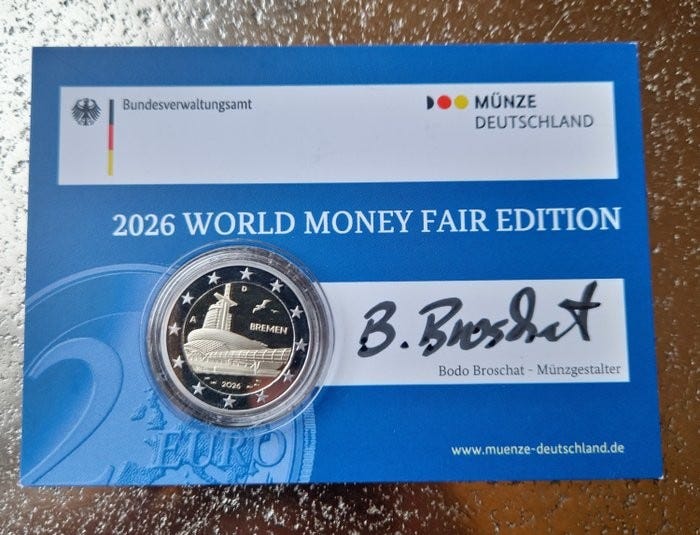 Bundesverwaltungsamt
MÜNZE
DEUTSCHLAND
2026 WORLD MONEY FAIR EDITION
D
A
BREMEN
2026
B. Broschat
Bodo Broschat - Münzgestalter
2 EURO
www.muenze-deutschland.de